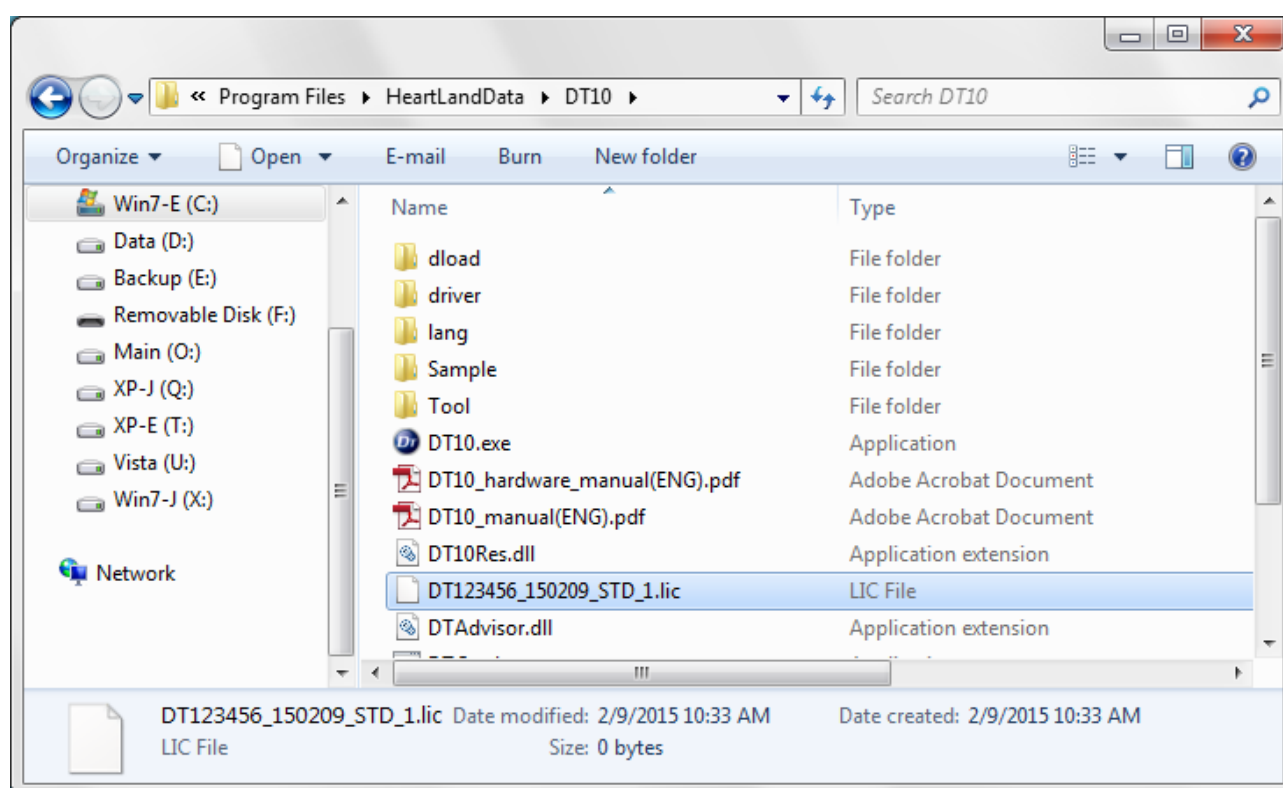 « Program Files ▸ HeartLandData ▸ DT10 ▸
Search DT10
Organize
Open
E-mail
Burn
New folder
Win7-E (C:)
Data (D:)
Backup (E:)
Removable Disk (F:)
Main (O:)
XP-J (Q:)
XP-E (T:)
Vista (U:)
Win7-J (X:)
Network
Name Type
dload File folder
driver File folder
lang File folder
Sample File folder
Tool File folder
DT10.exe Application
DT10_hardware_manual(ENG).pdf Adobe Acrobat Document
DT10_manual(ENG).pdf Adobe Acrobat Document
DT10Res.dll Application extension
DT123456_150209_STD_1.lic LIC File
DTAdvisor.dll Application extension
DT123456_150209_STD_1.lic Date modified: 2/9/2015 10:33 AM Date created: 2/9/2015 10:33 AM
LIC File Size: 0 bytes